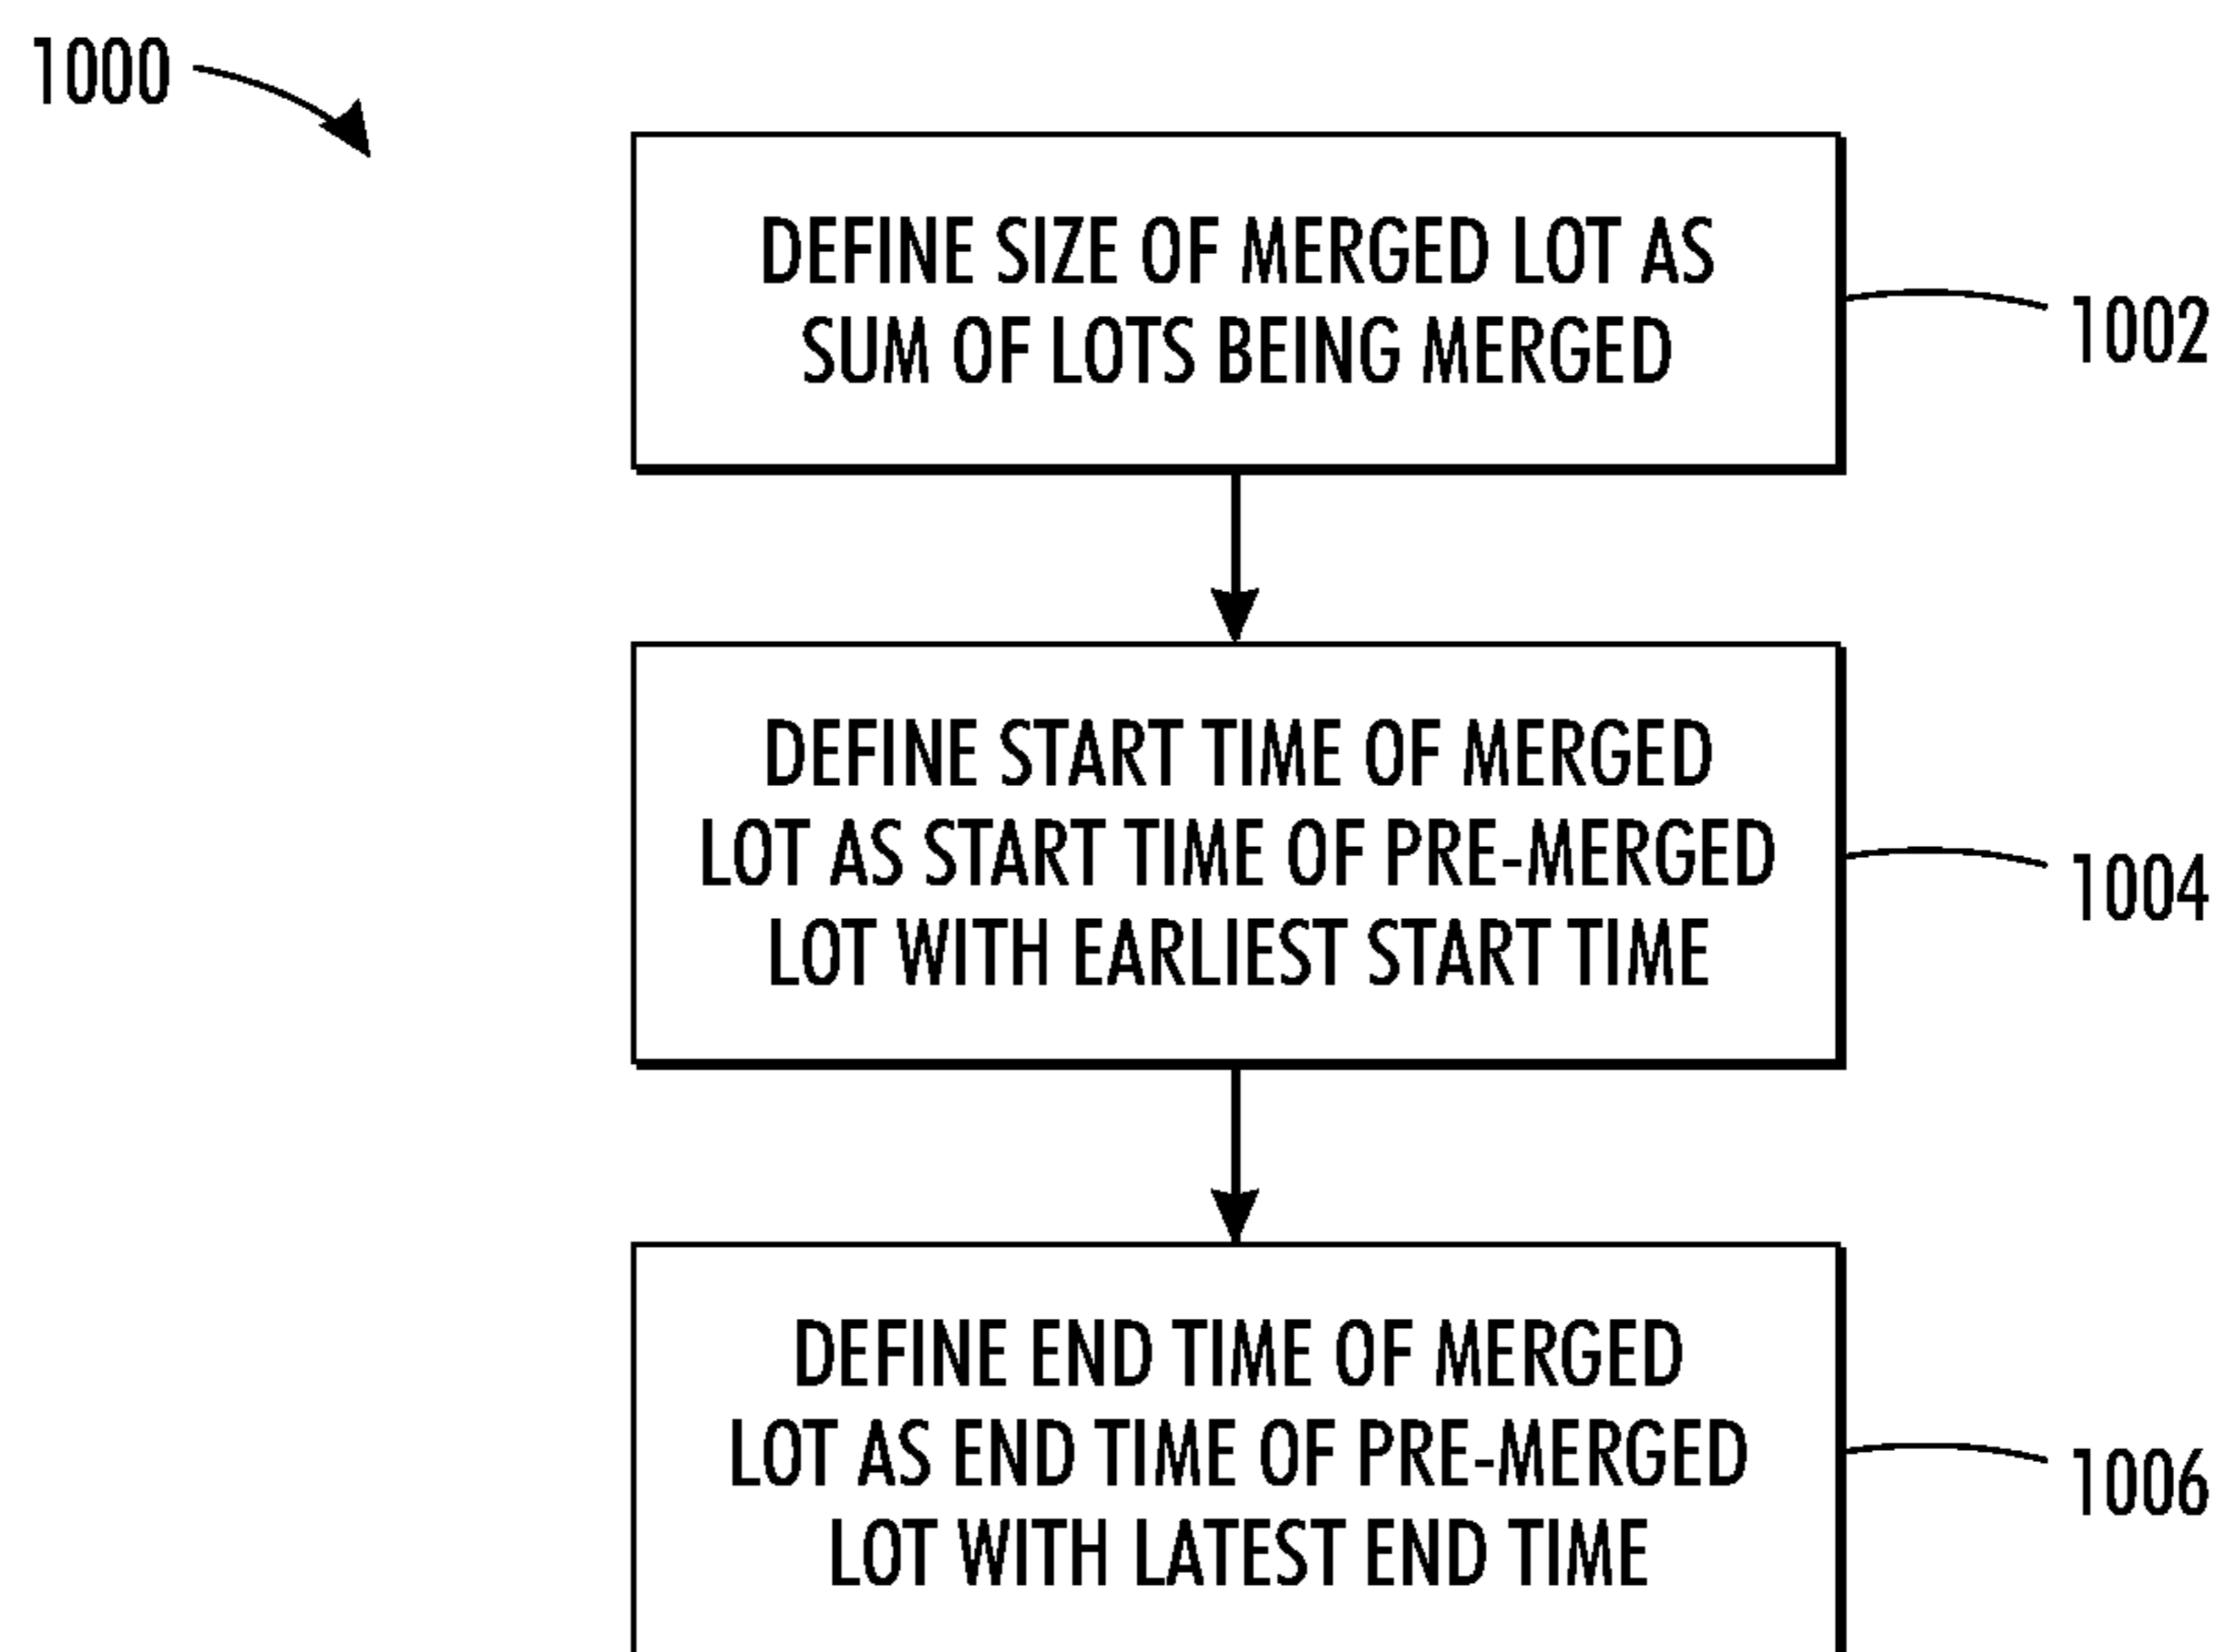 1000
DEFINE SIZE OF MERGED LOT AS
SUM OF LOTS BEING MERGED
1002
DEFINE START TIME OF MERGED
LOT AS START TIME OF PRE-MERGED
LOT WITH EARLIEST START TIME
1004
DEFINE END TIME OF MERGED
LOT AS END TIME OF PRE-MERGED
LOT WITH LATEST END TIME
1006